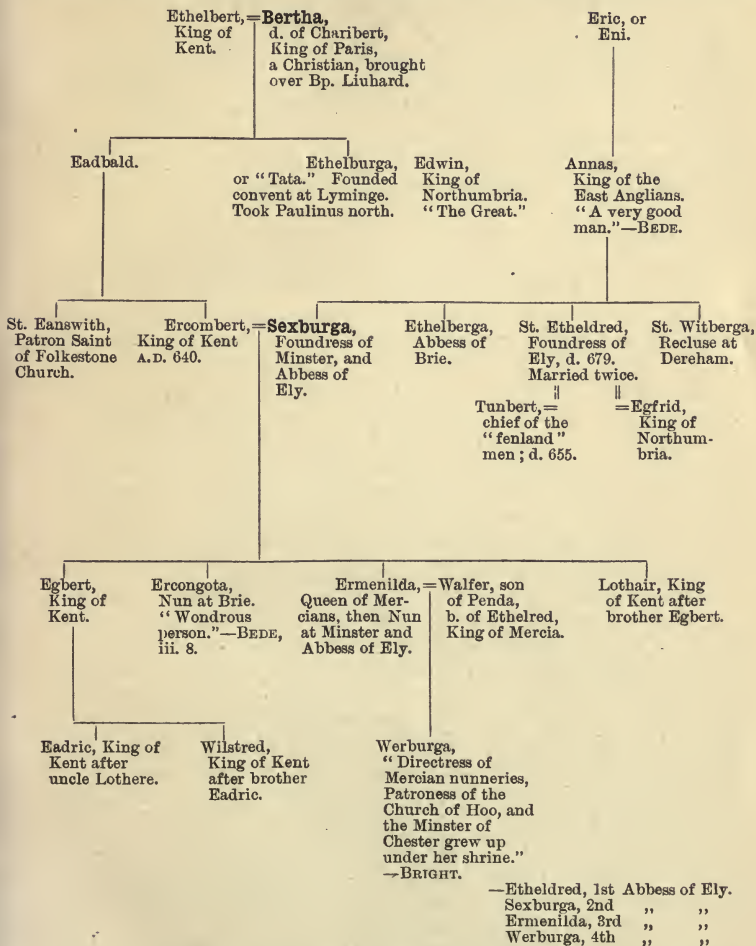 Ethelbert,
King of
Kent.
=Bertha,
d. of Charibert,
King of Paris,
a Christian, brought
over Bp. Liuhard.
Eric, or
Eni.
Eadbald.
Ethelburga,
or “Tata.” Founded
convent at Lyminge.
Took Paulinus north.
Edwin,
King of
Northumbria.
“The Great.”
Annas,
King of the
East Anglians.
“A very good
man.”—BEDE.
St. Eanswith,
Patron Saint
of Folkestone
Church.
Ercombert,
King of Kent
A.D. 640.
=Sexburga,
Foundress of
Minster, and
Abbess of
Ely.
Ethelberga,
Abbess of
Brie.
St. Etheldred,
Foundress of
Ely, d. 679.
Married twice.
St. Witberga,
Recluse at
Dereham.
Tunbert,=
chief of the
“fenland”
men; d. 655.
=Egfrid,
King of
Northum-
bria.
Egbert,
King of
Kent.
Ercongota,
Nun at Brie.
“Wondrous
person.”—BEDE,
iii. 8.
Ermenilda,
Queen of Mer-
cians, then Nun
at Minster and
Abbess of Ely.
=Walfer, son
of Penda,
b. of Ethelred,
King of Mercia.
Lothair, King
of Kent after
brother Egbert.
Eadric, King of
Kent after
uncle Lothere.
Wilstred,
King of Kent
after brother
Eadric.
Werburga,
“Directress of
Mercian nunneries,
Patroness of the
Church of Hoo, and
the Minster of
Chester grew up
under her shrine.”
—BRIGHT.
—Etheldred, 1st Abbess of Ely.
Sexburga, 2nd ,, ,,
Ermenilda, 3rd ,, ,,
Werburga, 4th ,, ,,